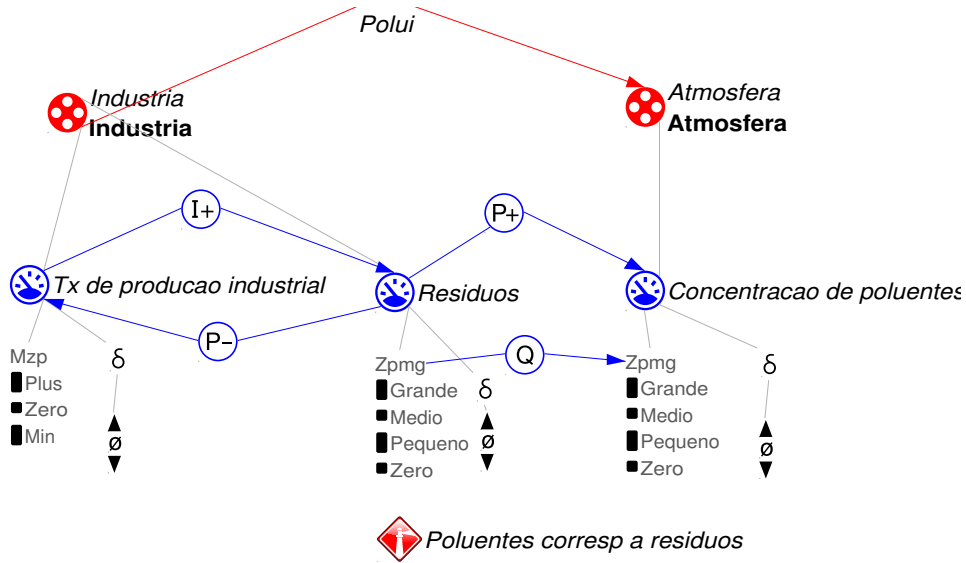 Polui
Industria
Industria
Atmosfera
Atmosfera
I+
P+
Tx de producao industrial
Residuos
Concentracao de poluentes
P-
Q
Mzp
Plus
Zero
Min
δ
ø
Zpmg
Grande
Medio
Pequeno
Zero
δ
ø
Zpmg
Grande
Medio
Pequeno
Zero
δ
ø
Poluentes corresp a residuos